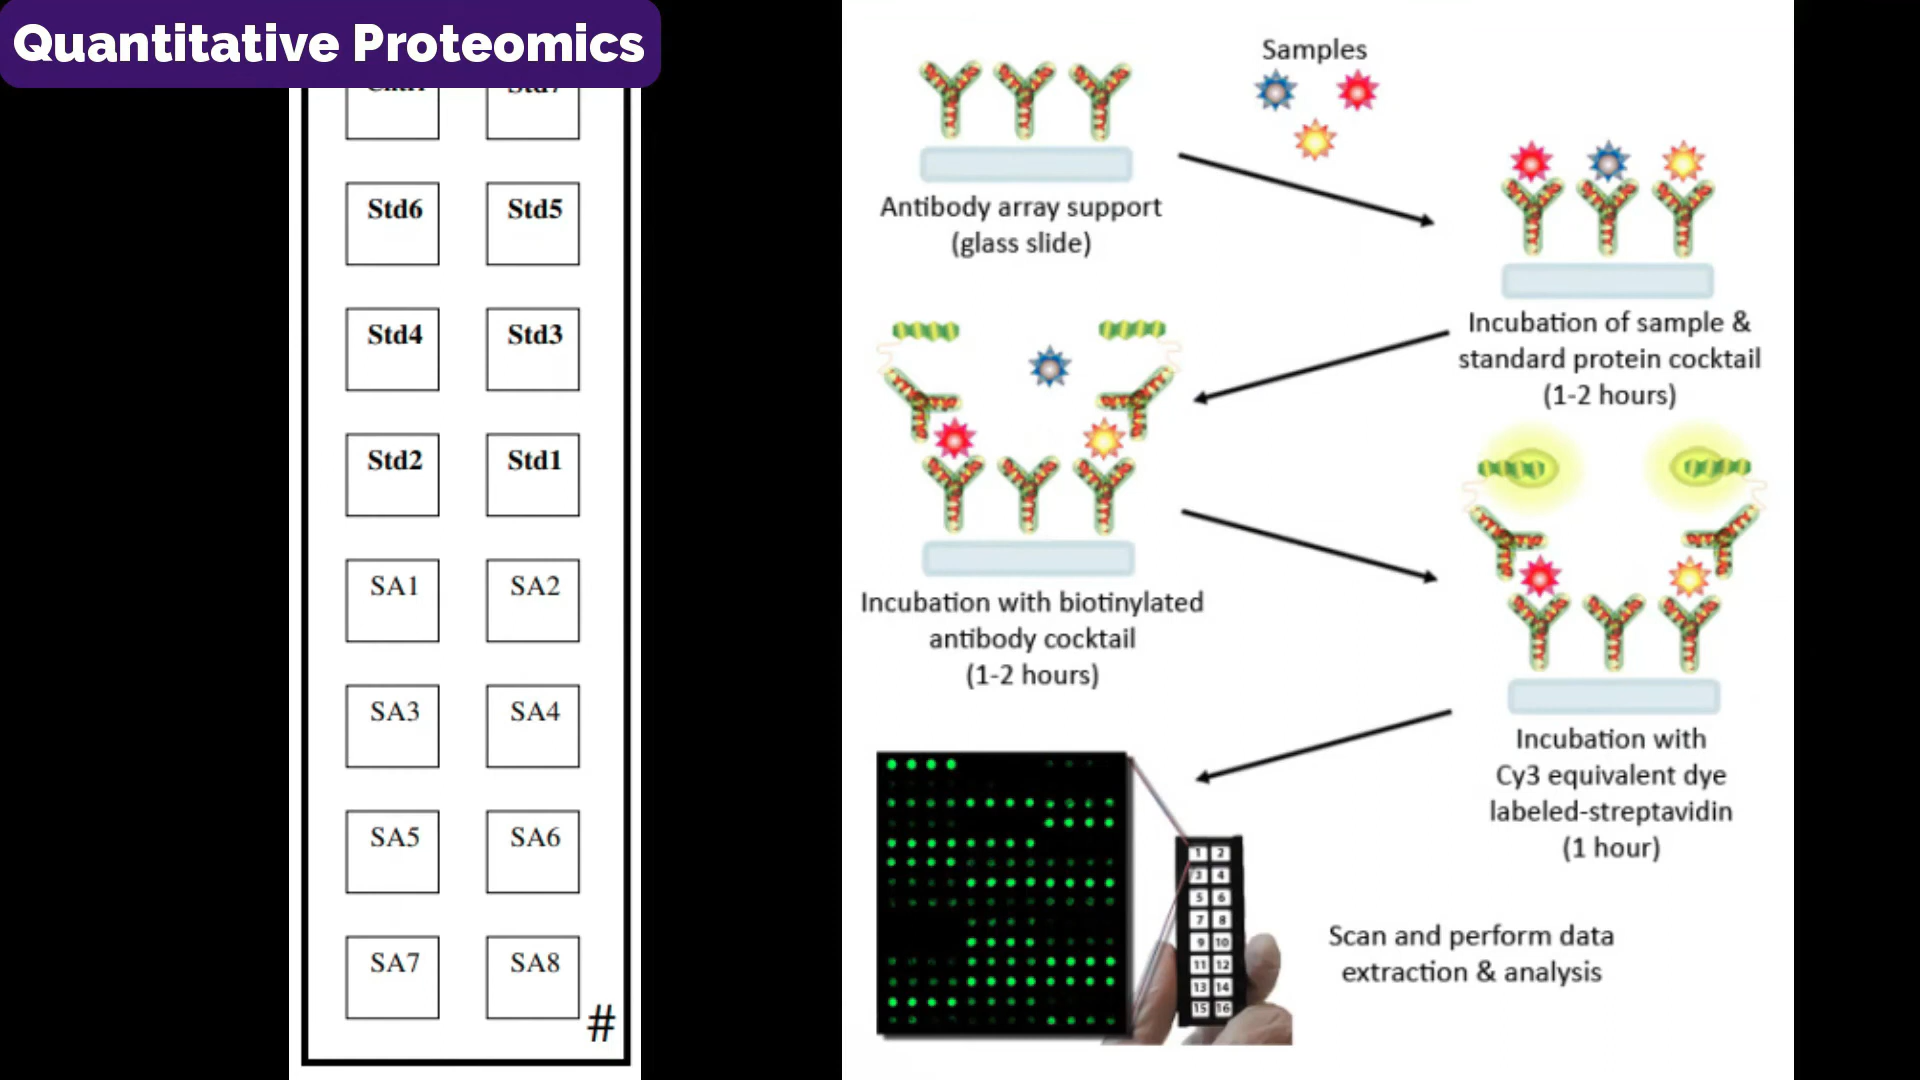 Quantitative Proteomics
Std6 Std5
Std4 Std3
Std2 Std1
SA1 SA2
SA3 SA4
SA5 SA6
SA7 SA8
#
Samples
Antibody array support
(glass slide)
Incubation of sample &
standard protein cocktail
(1-2 hours)
Incubation with biotinylated
antibody cocktail
(1-2 hours)
Incubation with
Cy3 equivalent dye
labeled-streptavidin
(1 hour)
1 2
3 4
5 6
7 8
9 10
11 12
13 14
15 16
Scan and perform data
extraction & analysis